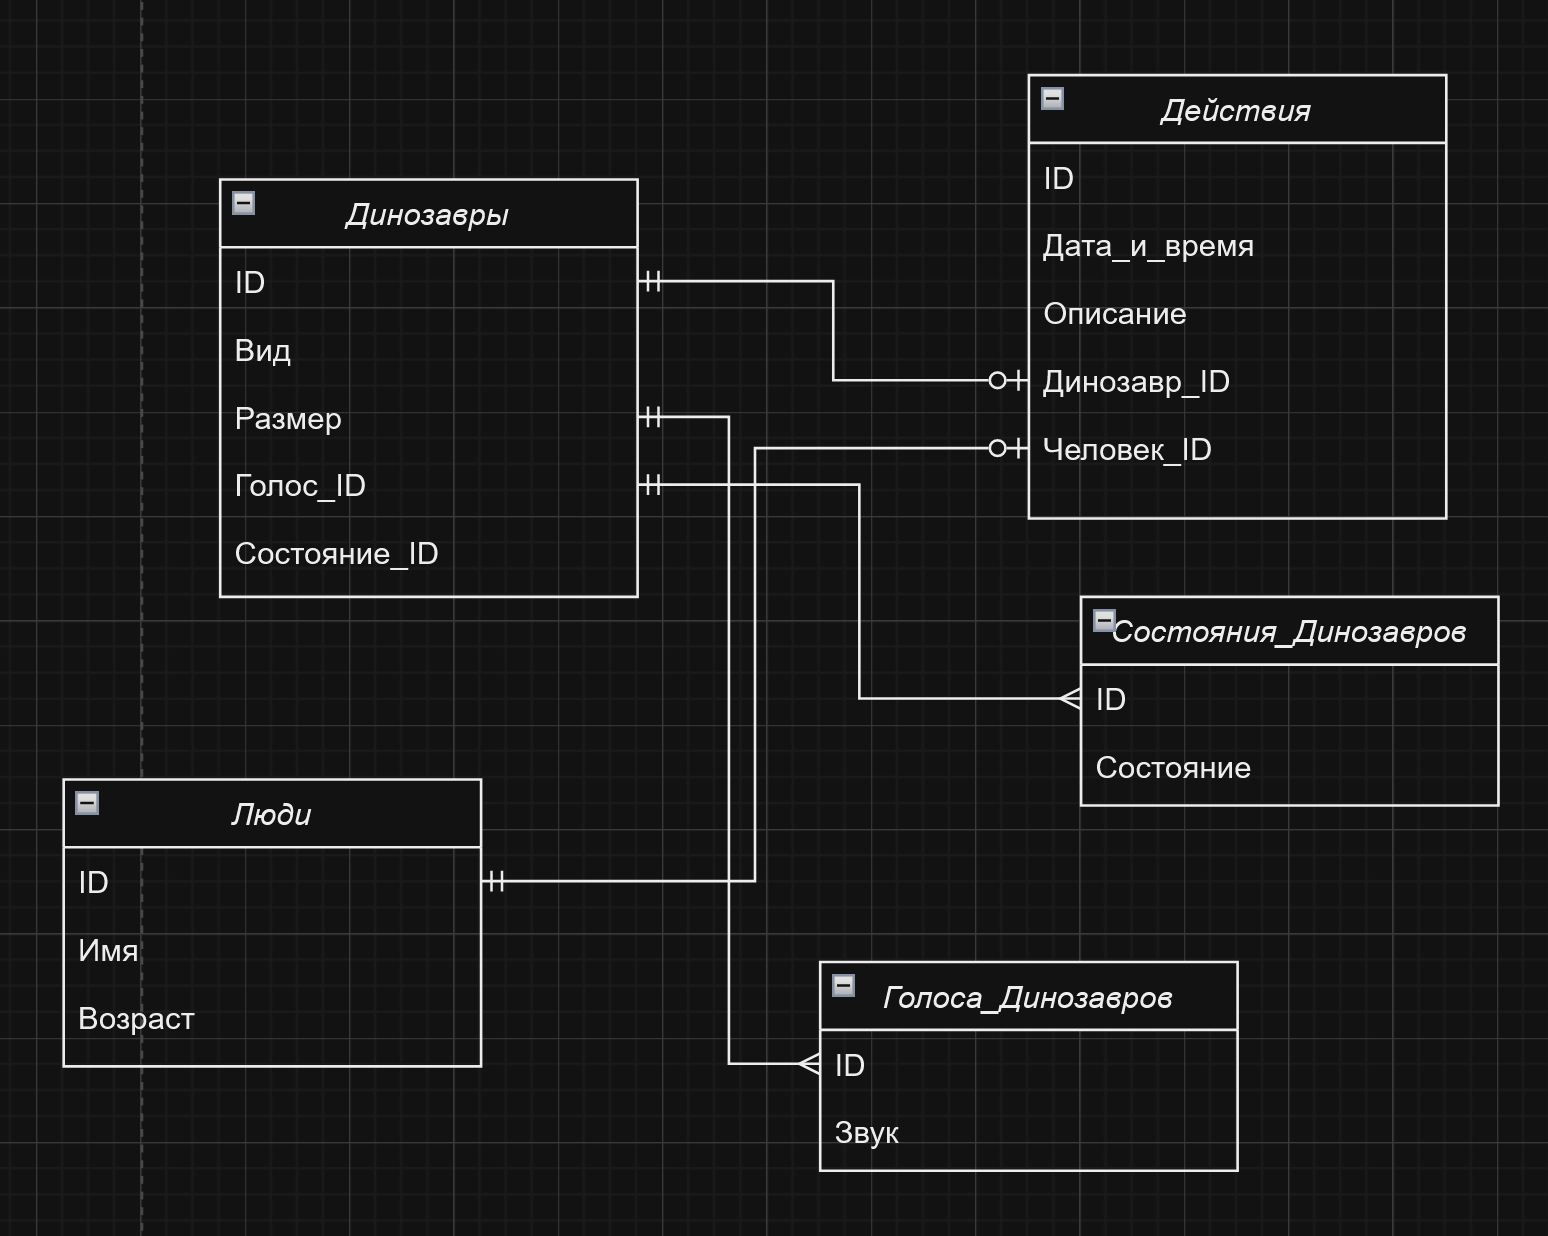 Динозавры
ID
Вид
Размер
Голос_ID
Состояние_ID
Действия
ID
Дата_и_время
Описание
Динозавр_ID
Человек_ID
Состояния_Динозавров
ID
Состояние
Люди
ID
Имя
Возраст
Голоса_Динозавров
ID
Звук